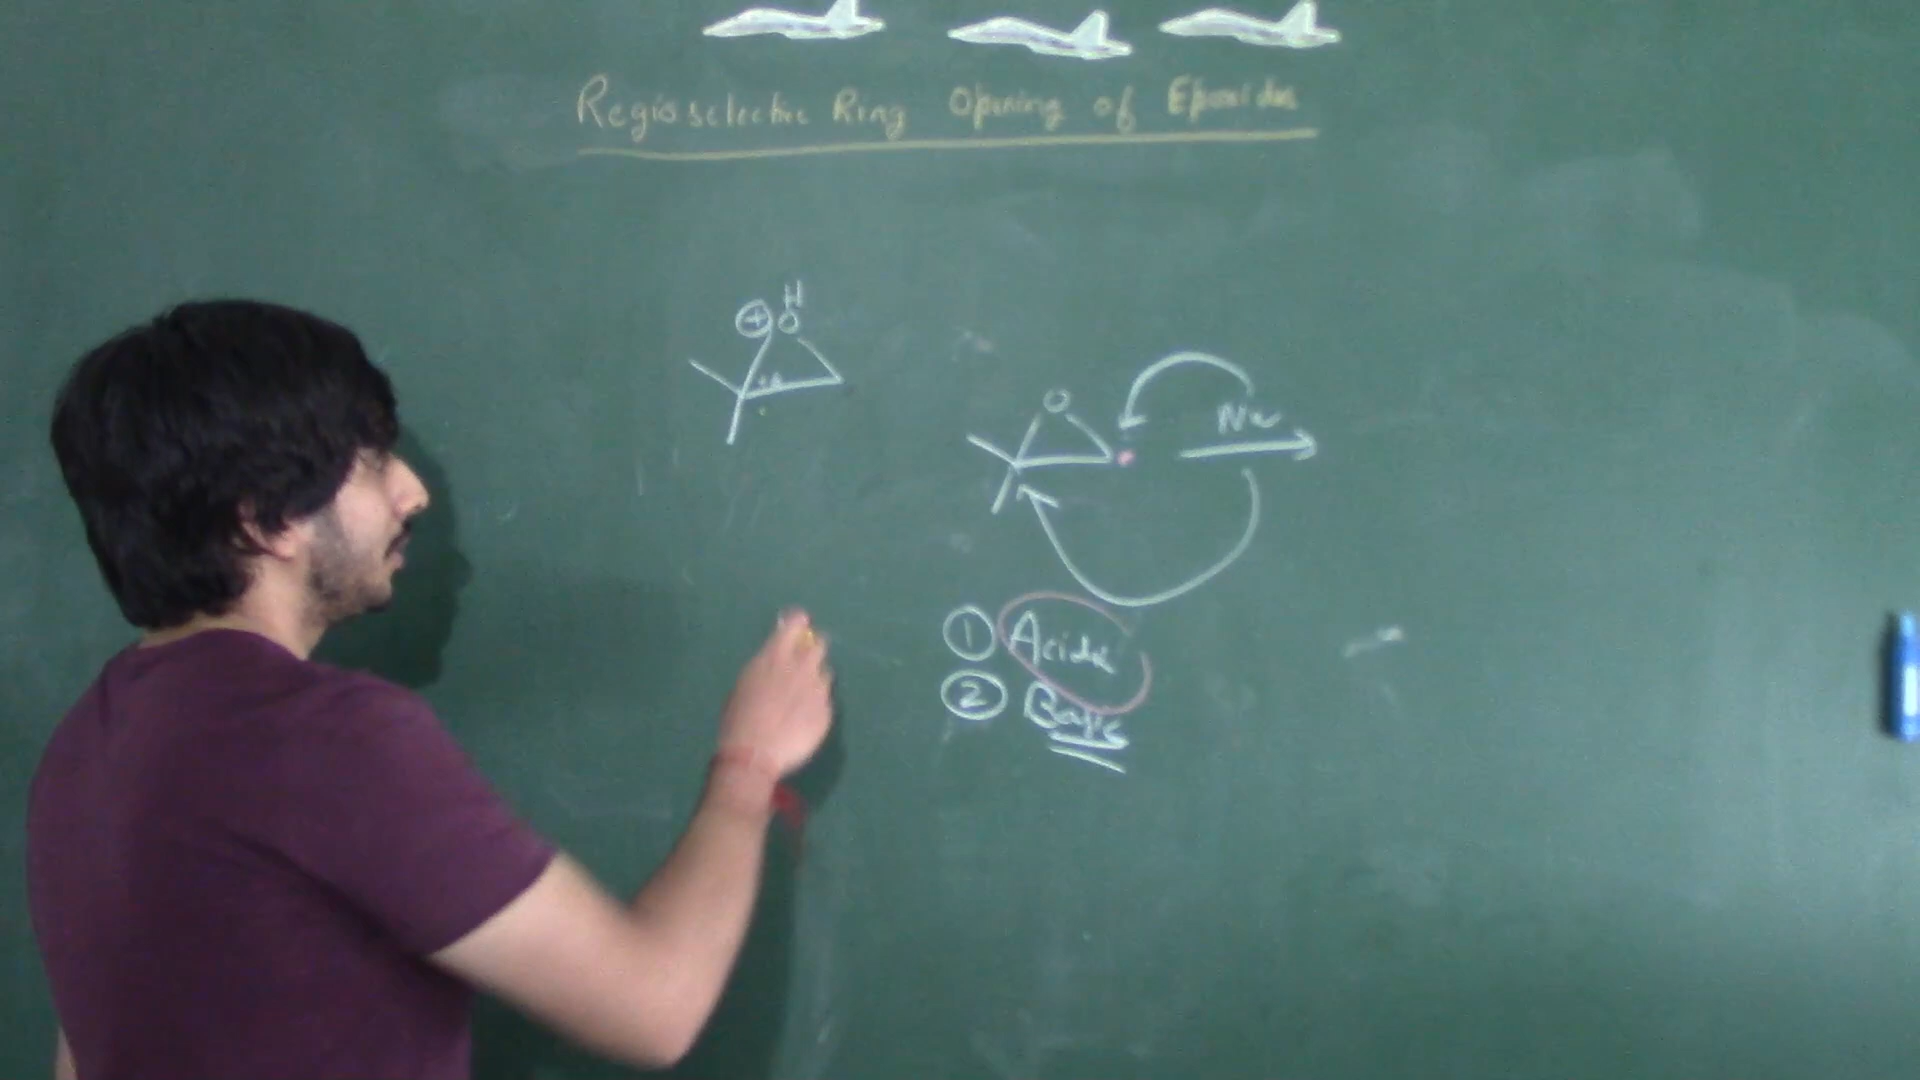 Regioselective Ring Opening of Epoxides
H
+ O
+δ
O
Nu
1 Acidic
2 Basic